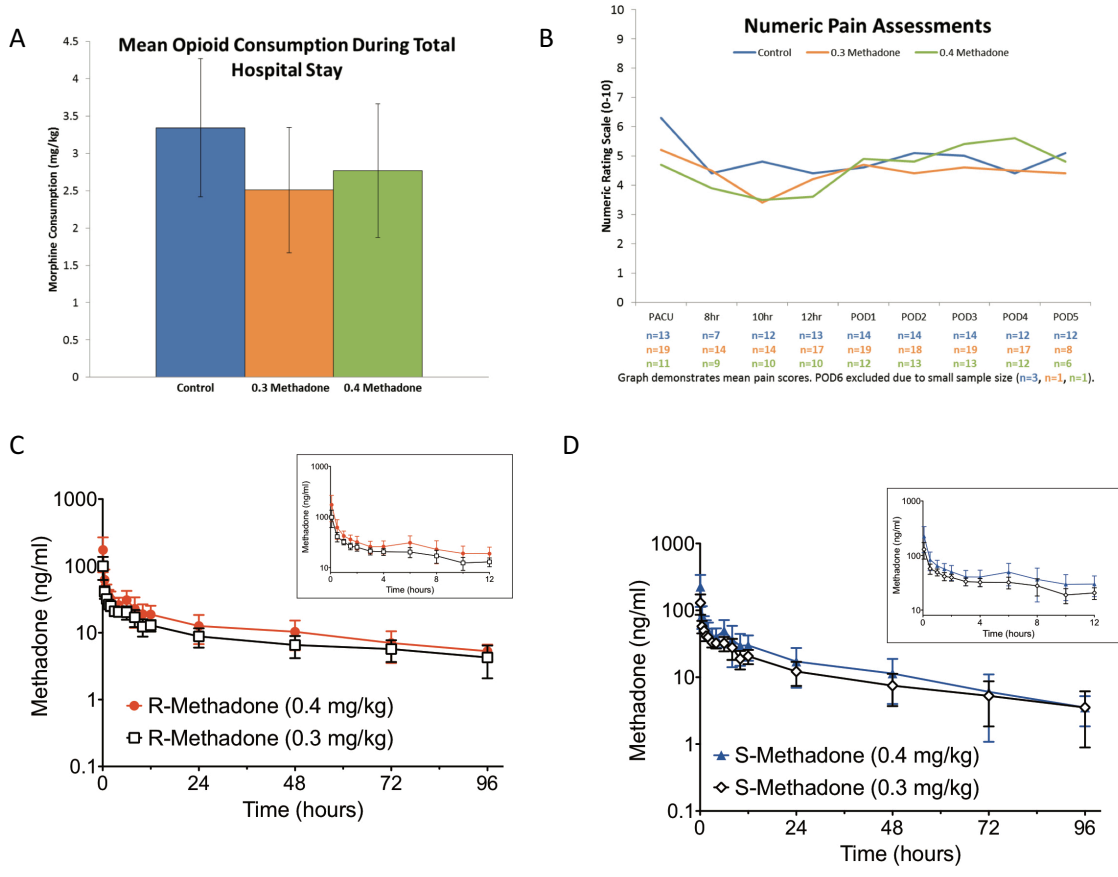 A
Mean Opioid Consumption During Total
Hospital Stay
Morphine Consumption (mg/kg)
4.5
4
3.5
3
2.5
2
1.5
1
0.5
0
Control
0.3 Methadone
0.4 Methadone
B
Numeric Pain Assessments
Control 0.3 Methadone 0.4 Methadone
Numeric Rating Scale (0-10)
10
9
8
7
6
5
4
3
2
1
0
PACU 8hr 10hr 12hr POD1 POD2 POD3 POD4 POD5
n=13 n=7 n=12 n=13 n=14 n=14 n=14 n=12 n=12
n=19 n=14 n=14 n=17 n=19 n=18 n=19 n=17 n=8
n=11 n=9 n=10 n=10 n=12 n=13 n=13 n=12 n=6
Graph demonstrates mean pain scores. POD6 excluded due to small sample size (n=3, n=1, n=1).
C
Methadone (ng/ml)
1000
100
10
1
0.1
0 24 48 72 96
Time (hours)
R-Methadone (0.4 mg/kg)
R-Methadone (0.3 mg/kg)
Methadone (ng/ml)
1000
100
10
0 4 8 12
Time (hours)
D
Methadone (ng/ml)
1000
100
10
1
0.1
0 24 48 72 96
Time (hours)
S-Methadone (0.4 mg/kg)
S-Methadone (0.3 mg/kg)
Methadone (ng/ml)
1000
100
10
0 4 8 12
Time (hours)